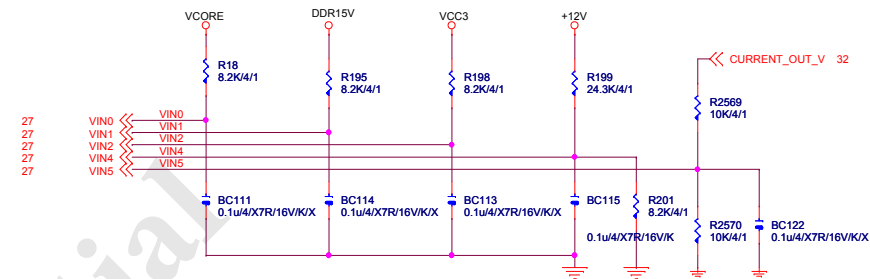 VCORE DDR15V VCC3 +12V
CURRENT_OUT_V 32
R18
8.2K/4/1
R195
8.2K/4/1
R198
8.2K/4/1
R199
24.3K/4/1
R2569
10K/4/1
27 VIN0 VIN0
27 VIN1 VIN1
27 VIN2 VIN2
27 VIN4 VIN4
27 VIN5 VIN5
BC111
0.1u/4/X7R/16V/K/X
BC114
0.1u/4/X7R/16V/K/X
BC113
0.1u/4/X7R/16V/K/X
BC115
0.1u/4/X7R/16V/K
R201
8.2K/4/1
R2570
10K/4/1
BC122
0.1u/4/X7R/16V/K/X